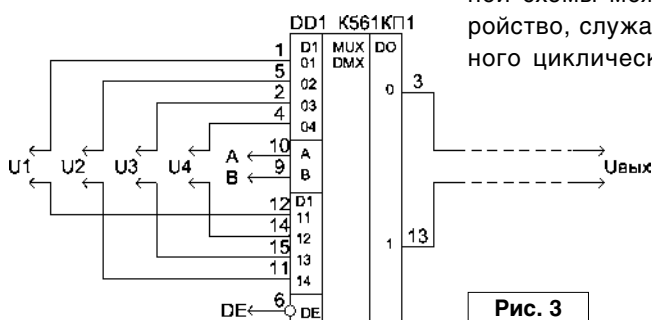 ной схемы мож
ройство, служа
ного циклическ
DD1 К561КП1
1 D1 MUX DO
01 DMX
5 02
2 03 0 3
4 04
10 A A
9 B B
U1 U2 U3 U4 Uвых
12 D1
11
14 12
15 13 1 13
11 14
DE 6 DE
Рис. 3